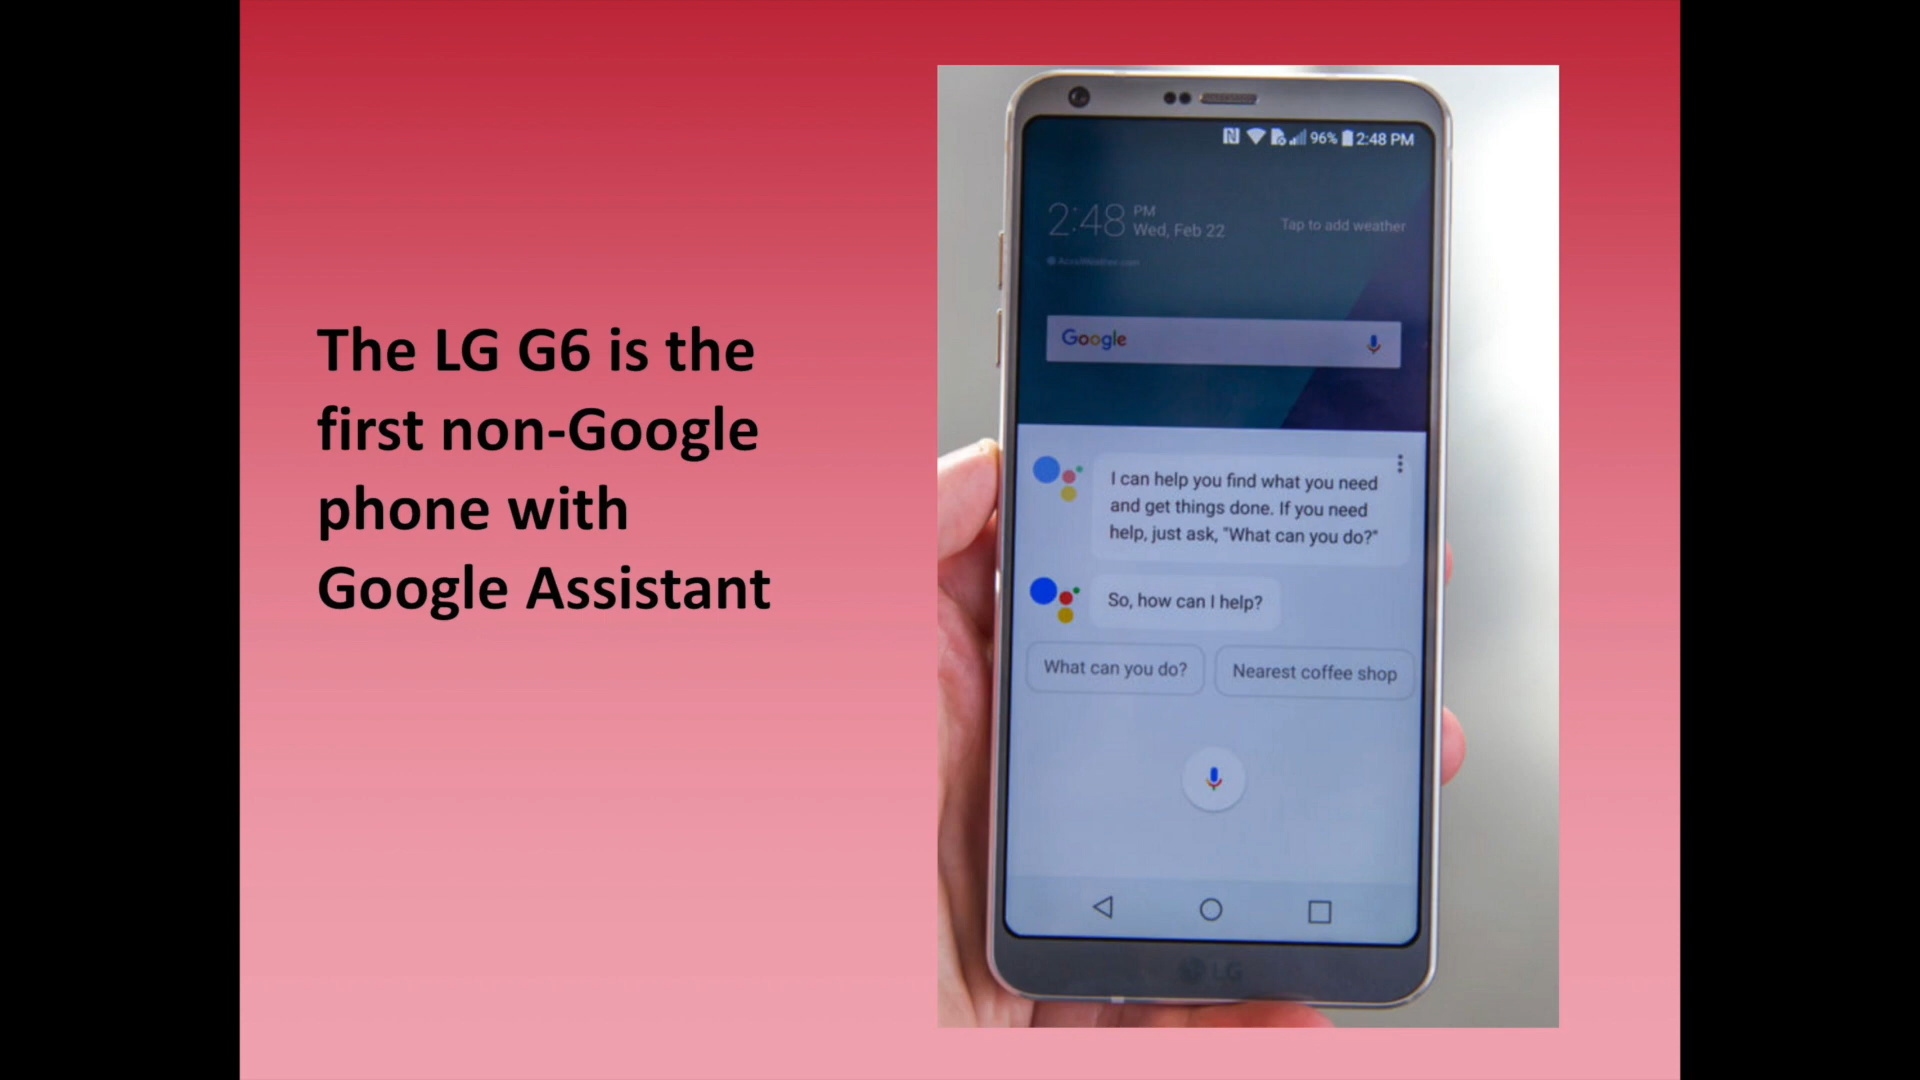 The LG G6 is the
first non-Google
phone with
Google Assistant
96% 2:48 PM
2:48 PM
Wed, Feb 22
Tap to add weather
AccuWeather.com
Google
I can help you find what you need
and get things done. If you need
help, just ask, "What can you do?"
So, how can I help?
What can you do?
Nearest coffee shop
LG